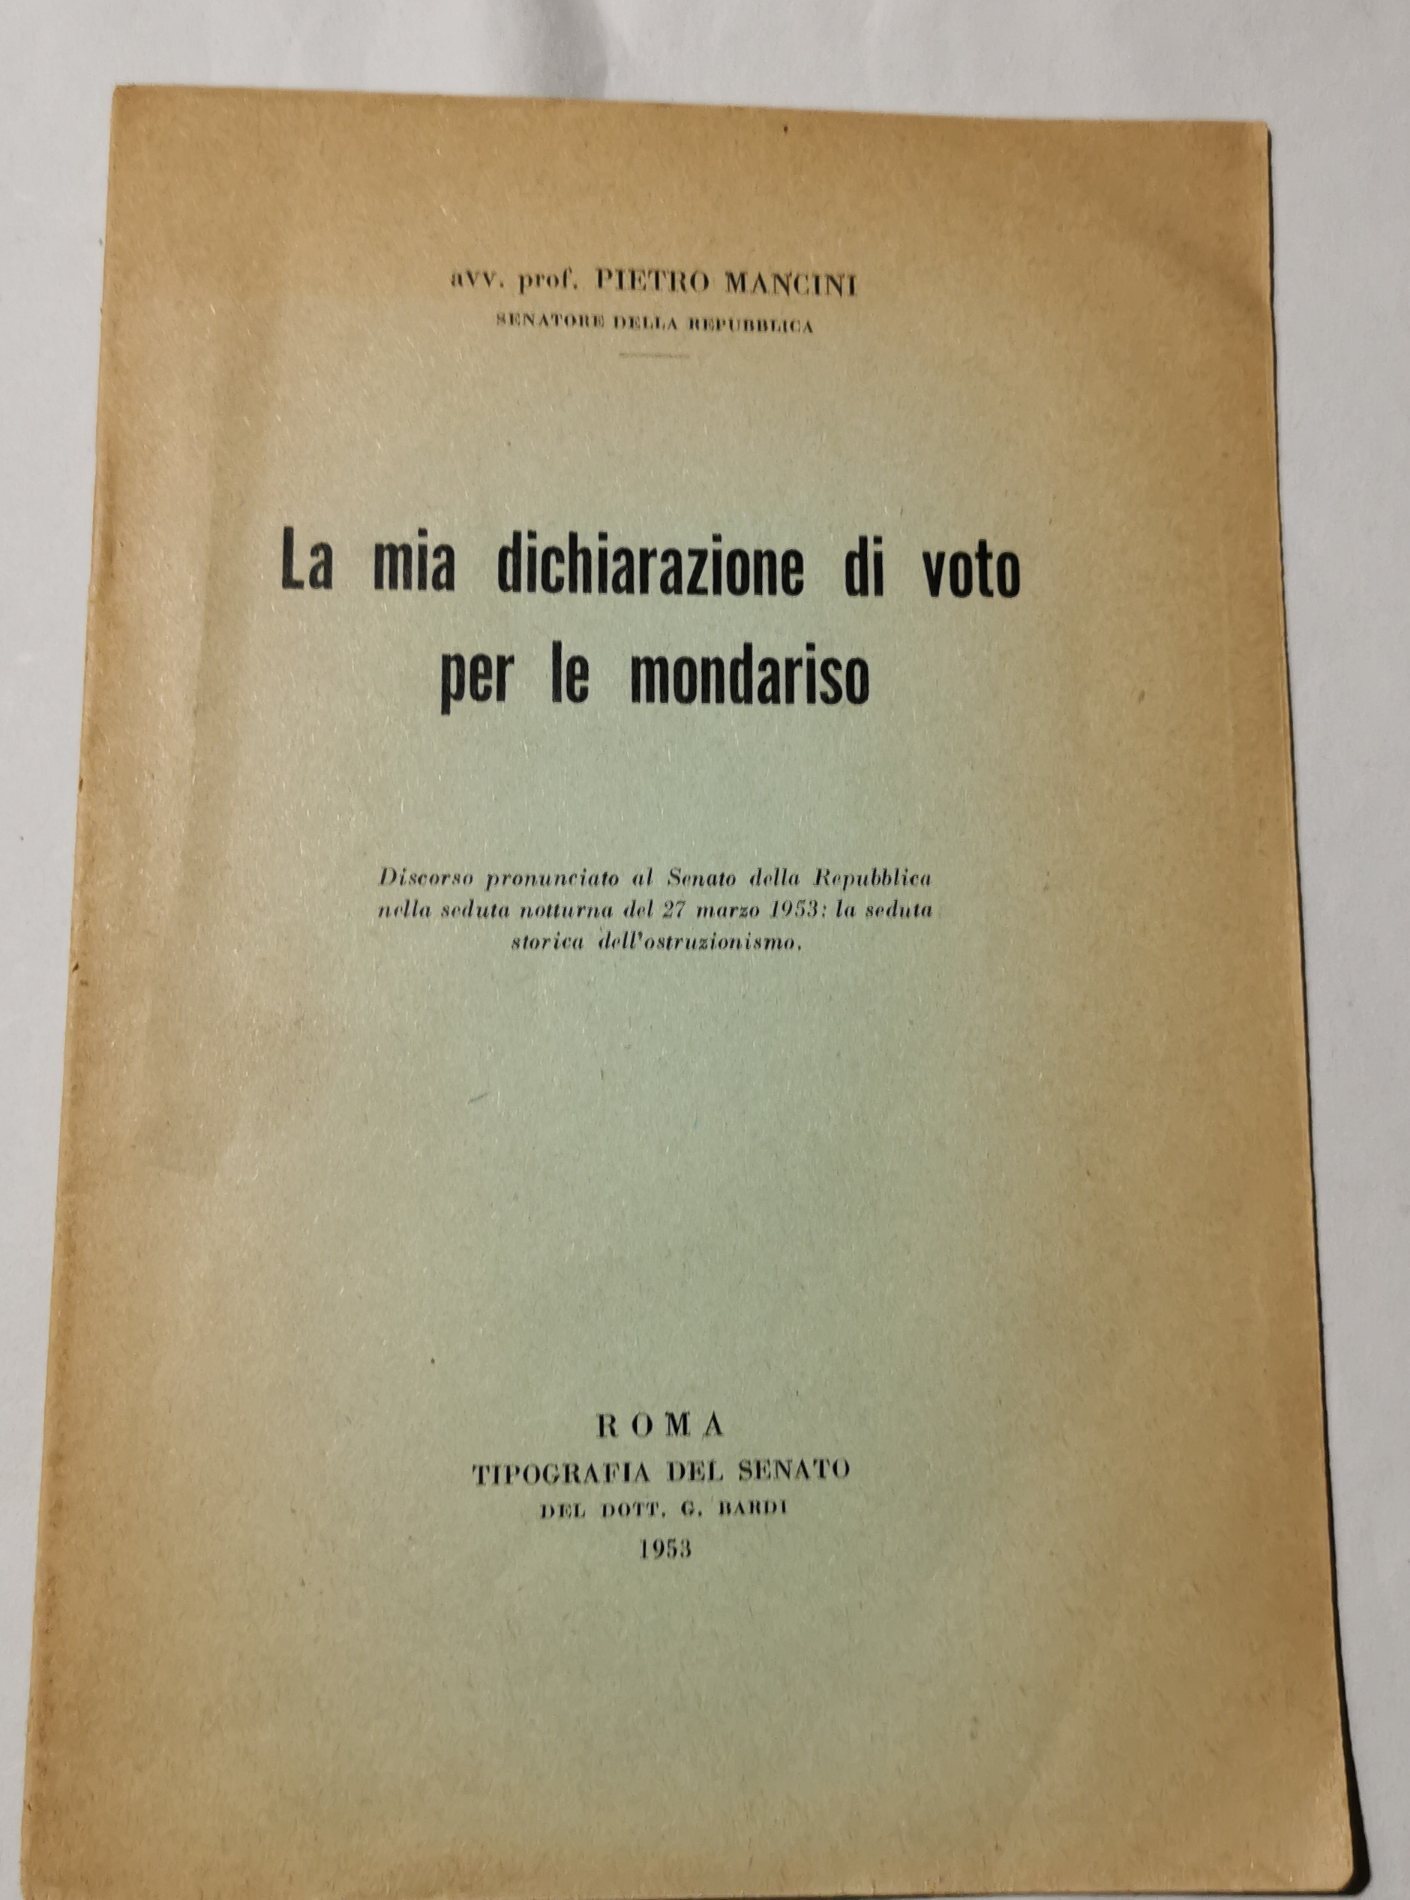 avv. prof. PIETRO MANCINI
SENATORE DELLA REPUBBLICA
La mia dichiarazione di voto
per le mondariso
Discorso pronunciato al Senato della Repubblica
nella seduta notturna del 27 marzo 1953: la seduta
storica dell'ostruzionismo.
ROMA
TIPOGRAFIA DEL SENATO
DEL DOTT. G. BARDI
1953